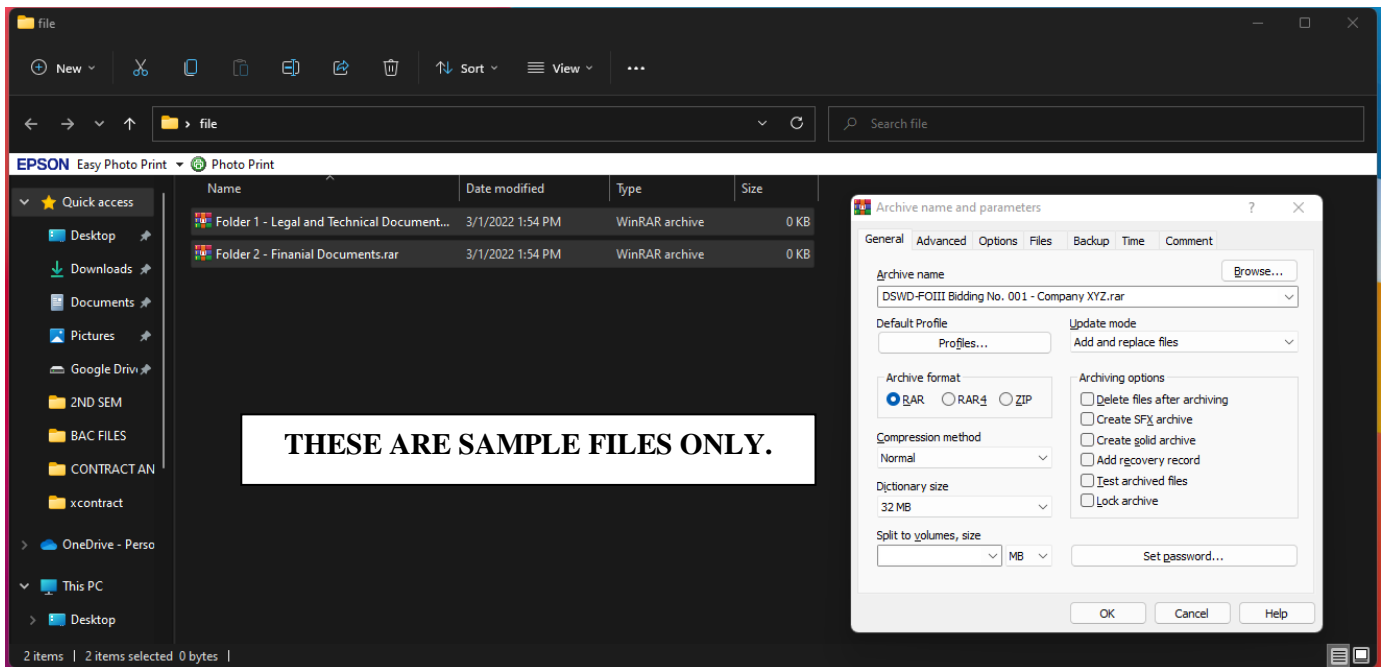 file
New
Sort
View
file
Search file
EPSON Easy Photo Print Photo Print
Name Date modified Type Size
Quick access
Desktop
Downloads
Documents
Pictures
Google Driv
2ND SEM
BAC FILES
CONTRACT AN
xcontract
OneDrive - Perso
This PC
Desktop
Folder 1 - Legal and Technical Document... 3/1/2022 1:54 PM WinRAR archive 0 KB
Folder 2 - Finanial Documents.rar 3/1/2022 1:54 PM WinRAR archive 0 KB
THESE ARE SAMPLE FILES ONLY.
Archive name and parameters ?
General Advanced Options Files Backup Time Comment
Archive name
Browse...
DSWD-FOIII Bidding No. 001 - Company XYZ.rar
Default Profile
Profiles...
Update mode
Add and replace files
Archive format
RAR RAR4 ZIP
Compression method
Normal
Dictionary size
32 MB
Split to volumes, size
MB
Archiving options
Delete files after archiving
Create SFX archive
Create solid archive
Add recovery record
Test archived files
Lock archive
Set password...
OK Cancel Help
2 items | 2 items selected 0 bytes |